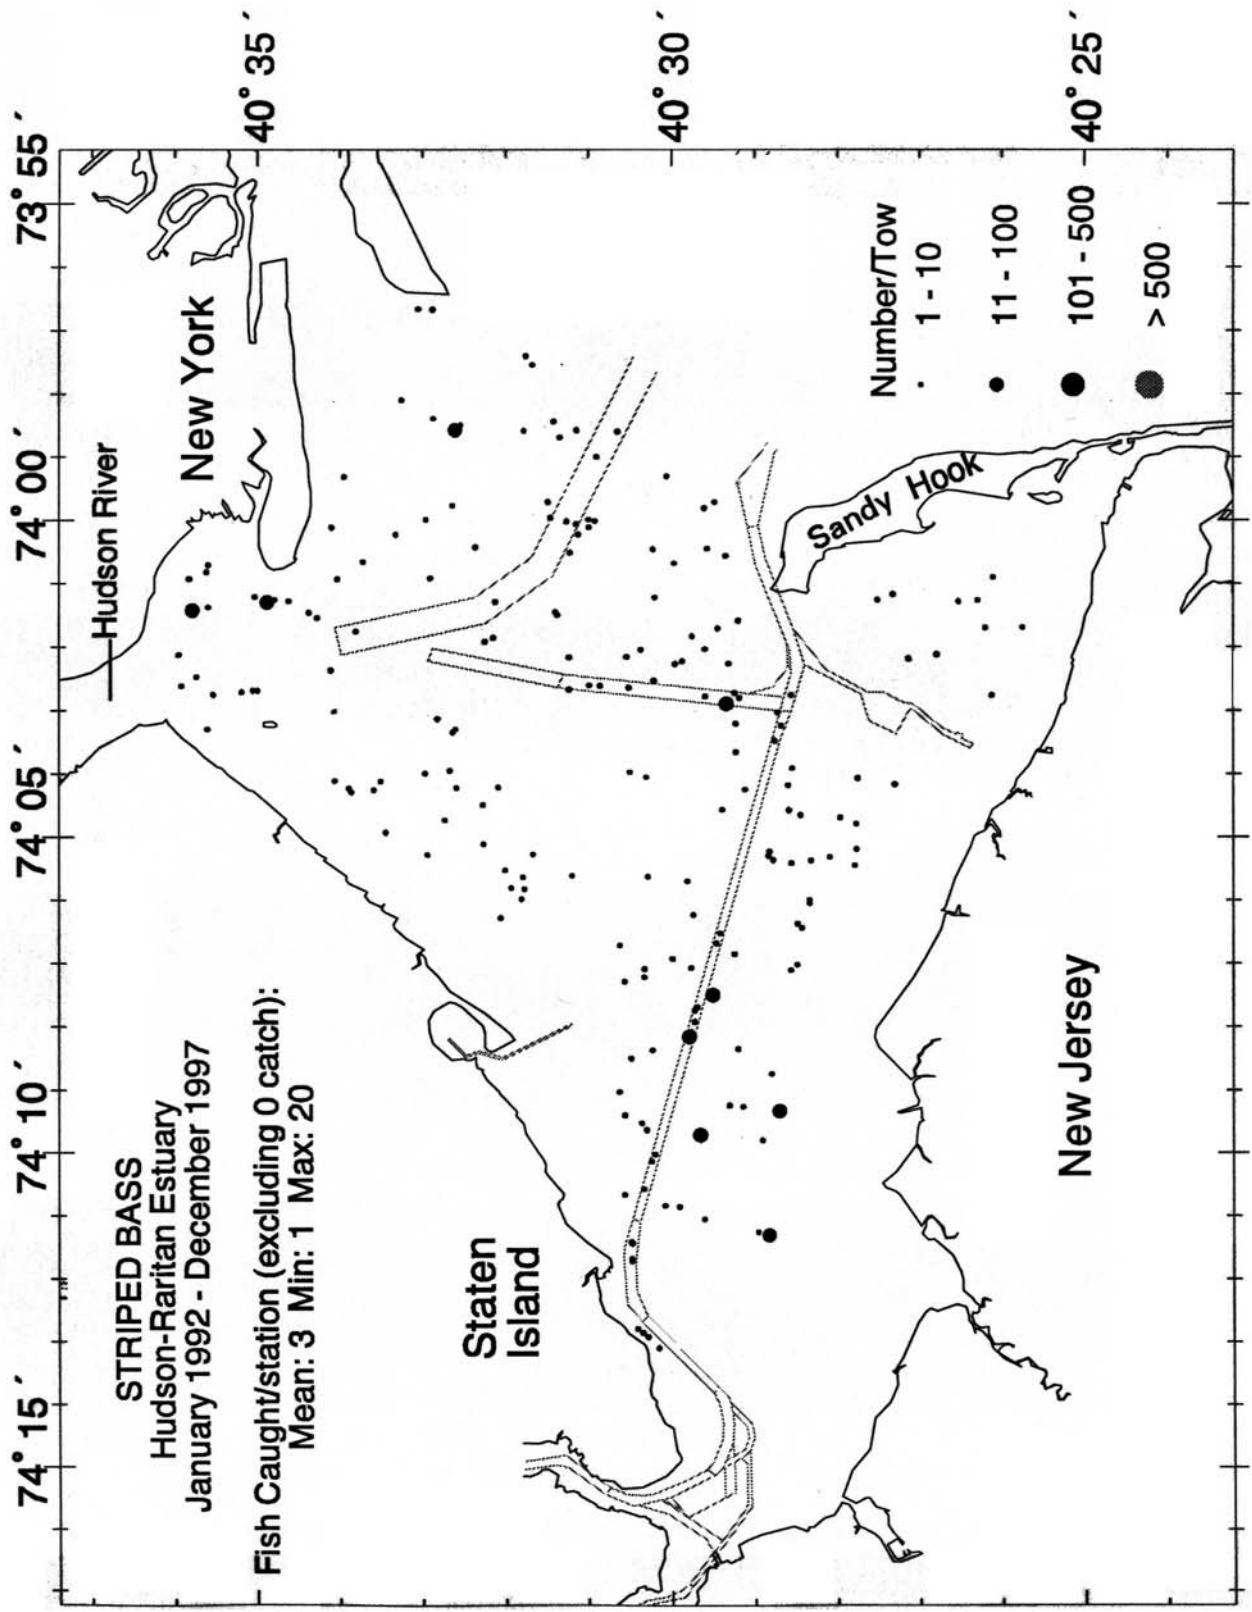 STRIPED BASS
Hudson-Raritan Estuary
January 1992 - December 1997
Fish Caught/station (excluding 0 catch):
Mean: 3 Min: 1 Max: 20
74° 15´
74° 10´
74° 05´
74° 00´
73° 55´
40° 35´
40° 30´
40° 25´
Hudson River
New York
Staten
Island
Sandy Hook
New Jersey
Number/Tow
1 - 10
11 - 100
101 - 500
> 500